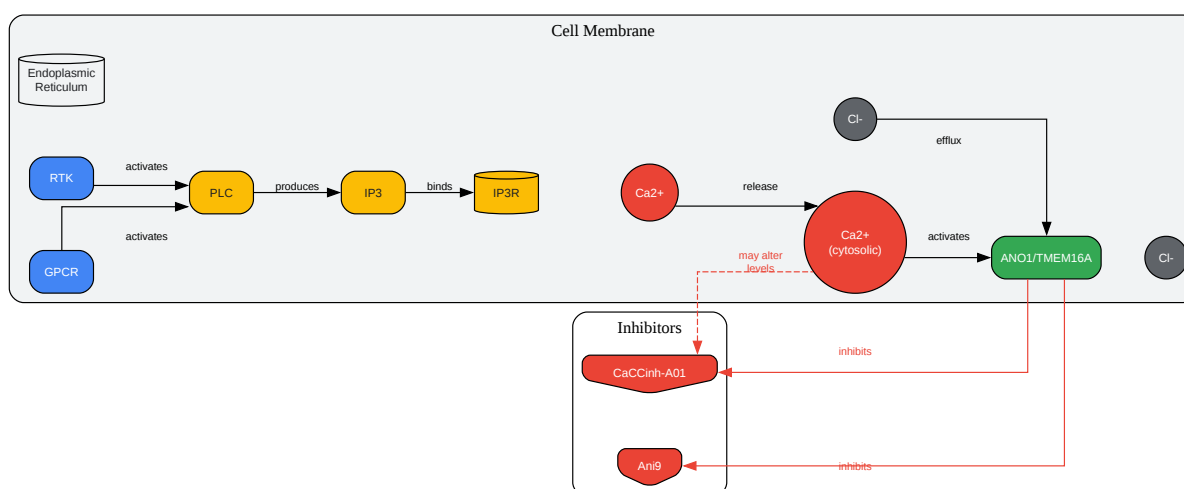 Cell Membrane
Endoplasmic
Reticulum
Cl-
efflux
RTK
activates
PLC
produces
IP3
binds
IP3R
Ca2+
release
Ca2+
(cytosolic)
activates
ANO1/TMEM16A
Cl-
activates
GPCR
may alter
levels
Inhibitors
CaCCinh-A01
inhibits
Ani9
inhibits